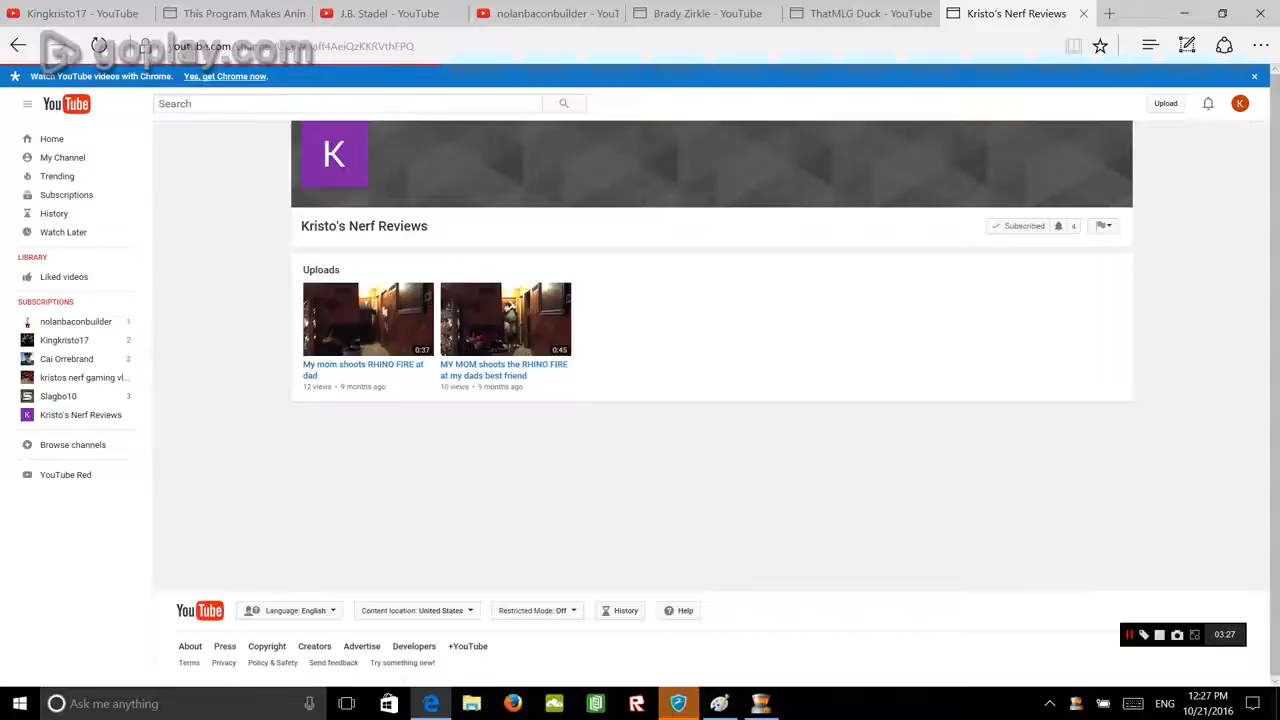 Kingkristo17 - YouTube
J.B. - YouTube
nolanbaconbuilder - YouT
Brady Zirkle - YouTube
ThatMLG Duck - YouTube
Kristo's Nerf Reviews
goplay.com
Watch YouTube videos with Chrome. Yes, get Chrome now.
YouTube
Search
Upload
K
Home
My Channel
Trending
Subscriptions
History
Watch Later
LIBRARY
Liked videos
SUBSCRIPTIONS
nolanbaconbuilder 1
Kingkristo17 2
Cai Orrebrand 2
kristos nerf gaming vl...
Slagbo10 3
K Kristo's Nerf Reviews
Browse channels
YouTube Red
K
Kristo's Nerf Reviews
Subscribed 4
Uploads
0:37
My mom shoots RHINO FIRE at
dad
12 views • 9 months ago
0:45
MY MOM shoots the RHINO FIRE
at my dads best friend
10 views • 9 months ago
YouTube
Language: English
Content location: United States
Restricted Mode: Off
History
Help
About Press Copyright Creators Advertise Developers +YouTube
Terms Privacy Policy & Safety Send feedback Try something new!
03:27
Ask me anything
ENG
12:27 PM
10/21/2016